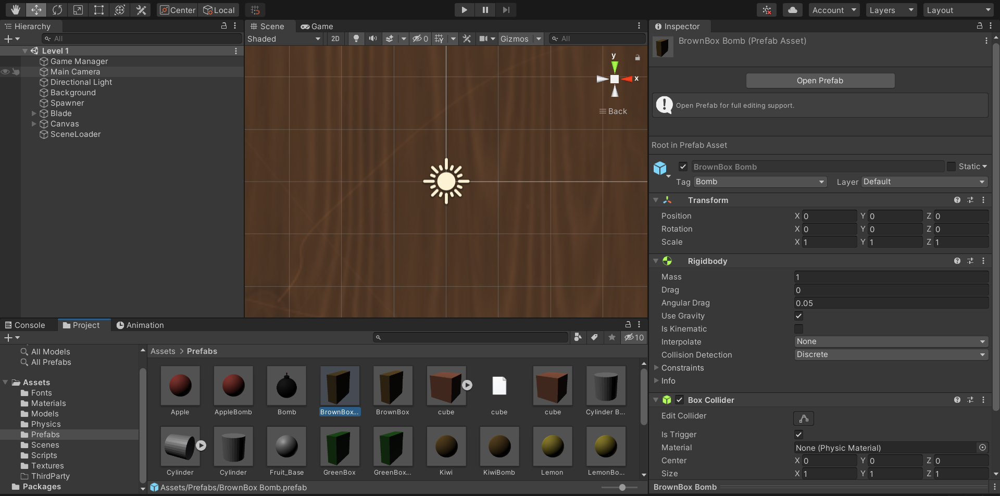 Center
Local
Account
Layers
Layout
Hierarchy
All
Level 1
Game Manager
Main Camera
Directional Light
Background
Spawner
Blade
Canvas
SceneLoader
Scene
Game
Shaded
2D
0
Gizmos
All
y
x
Back
Console
Project
Animation
10
All Models
All Prefabs
Assets
Fonts
Materials
Models
Physics
Prefabs
Scenes
Scripts
Textures
ThirdParty
Packages
Assets > Prefabs
Apple
AppleBomb
Bomb
BrownBox...
BrownBox
cube
cube
cube
Cylinder B...
Cylinder
Cylinder
Fruit_Base
GreenBox
GreenBox...
Kiwi
KiwiBomb
Lemon
LemonBo...
Assets/Prefabs/BrownBox Bomb.prefab
Inspector
BrownBox Bomb (Prefab Asset)
Open Prefab
Open Prefab for full editing support.
Root in Prefab Asset
BrownBox Bomb
Static
Tag Bomb
Layer Default
Transform
Position X 0 Y 0 Z 0
Rotation X 0 Y 0 Z 0
Scale X 1 Y 1 Z 1
Rigidbody
Mass 1
Drag 0
Angular Drag 0.05
Use Gravity
Is Kinematic
Interpolate None
Collision Detection Discrete
Constraints
Info
Box Collider
Edit Collider
Is Trigger
Material None (Physic Material)
Center X 0 Y 0 Z 0
Size X 1 Y 1 Z 1
BrownBox Bomb